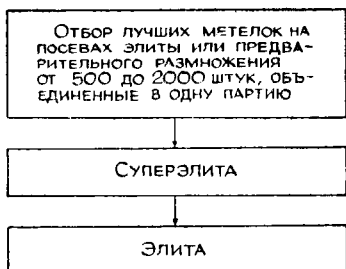 Отбор лучших метелок на
посевах элиты или предва-
рительного размножения
от 500 до 2000 штук, объ-
единенные в одну партию
Суперэлита
Элита